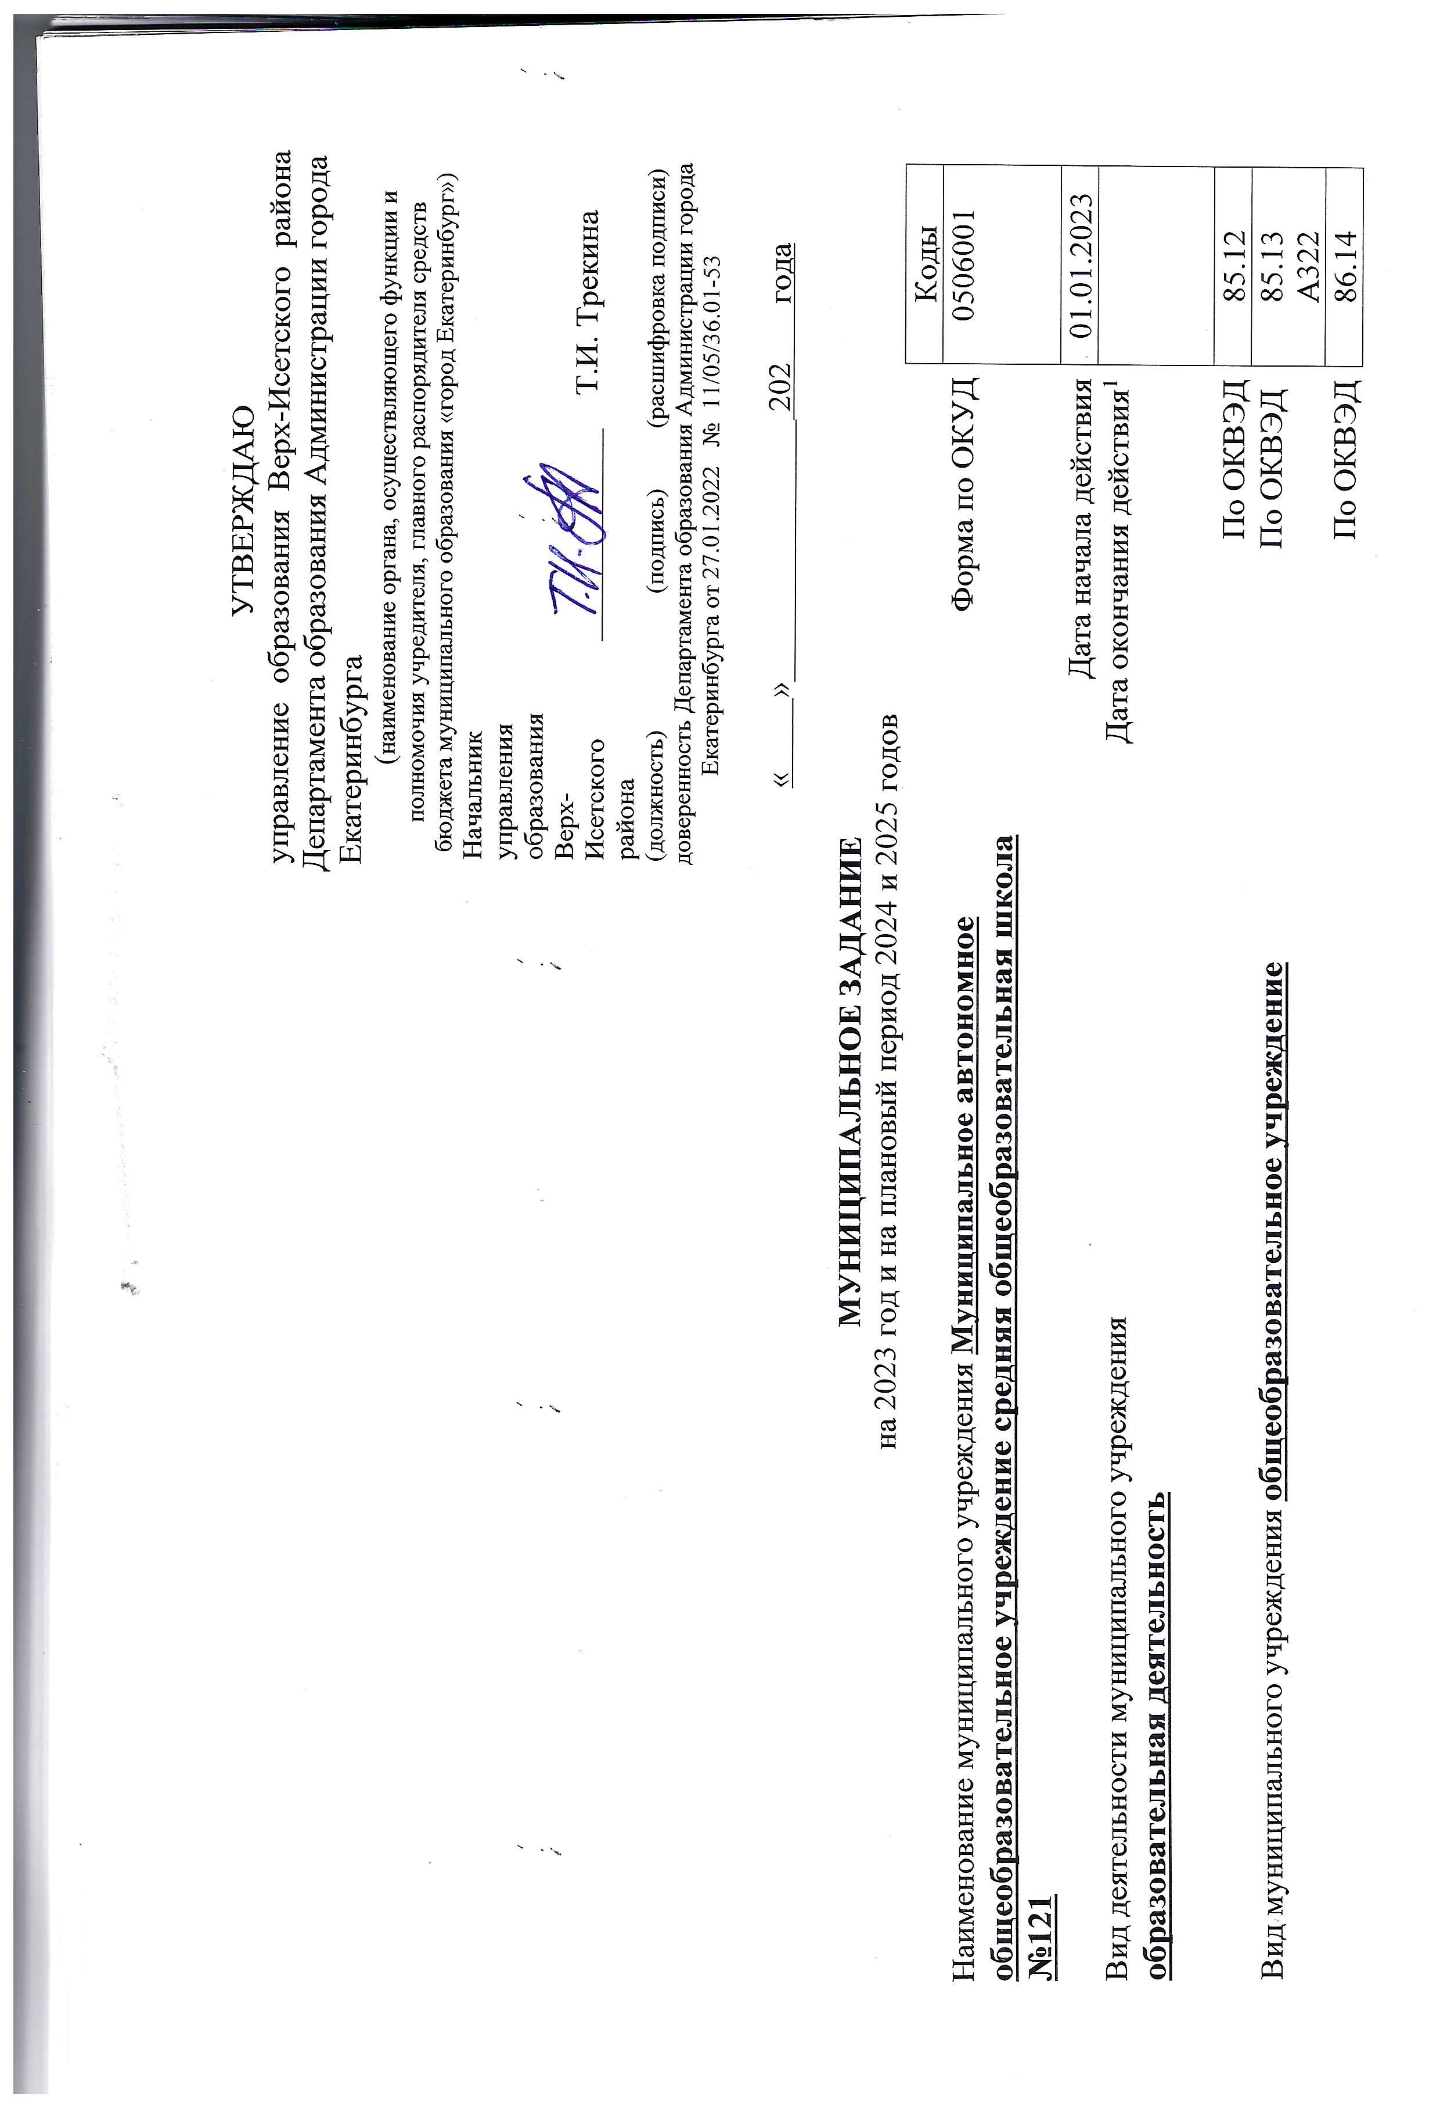 УТВЕРЖДАЮ
управление образования Верх-Исетского района
Департамента образования Администрации города
Екатеринбурга
(наименование органа, осуществляющего функции и
полномочия учредителя, главного распорядителя средств
бюджета муниципального образования «город Екатеринбург»)
Начальник
управления
образования
Верх-
Исетского Т.И. Трекина
района
(должность) (подпись) (расшифровка подписи)
доверенность Департамента образования Администрации города
Екатеринбурга от 27.01.2022 № 11/05/36.01-53
«____» ____________ 202 года
МУНИЦИПАЛЬНОЕ ЗАДАНИЕ
на 2023 год и на плановый период 2024 и 2025 годов
Коды
Наименование муниципального учреждения Муниципальное автономное Форма по ОКУД 0506001
общеобразовательное учреждение средняя общеобразовательная школа
№121
Дата начала действия 01.01.2023
Вид деятельности муниципального учреждения Дата окончания действия¹
образовательная деятельность
По ОКВЭД 85.12
Вид муниципального учреждения общеобразовательное учреждение По ОКВЭД 85.13
А322
По ОКВЭД 86.14